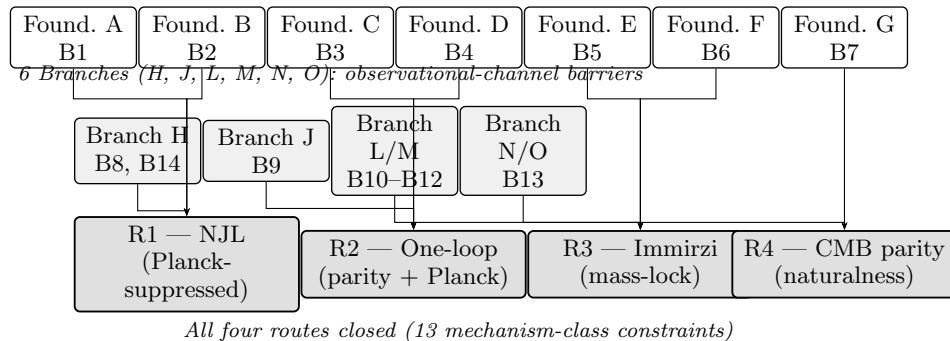 Found. A
B1
Found. B
B2
Found. C
B3
Found. D
B4
Found. E
B5
Found. F
B6
Found. G
B7
6 Branches (H, J, L, M, N, O): observational-channel barriers
Branch H
B8, B14
Branch J
B9
Branch
L/M
B10–B12
Branch
N/O
B13
R1 — NJL
(Planck-
suppressed)
R2 — One-loop
(parity + Planck)
R3 — Immirzi
(mass-lock)
R4 — CMB parity
(naturalness)
All four routes closed (13 mechanism-class constraints)